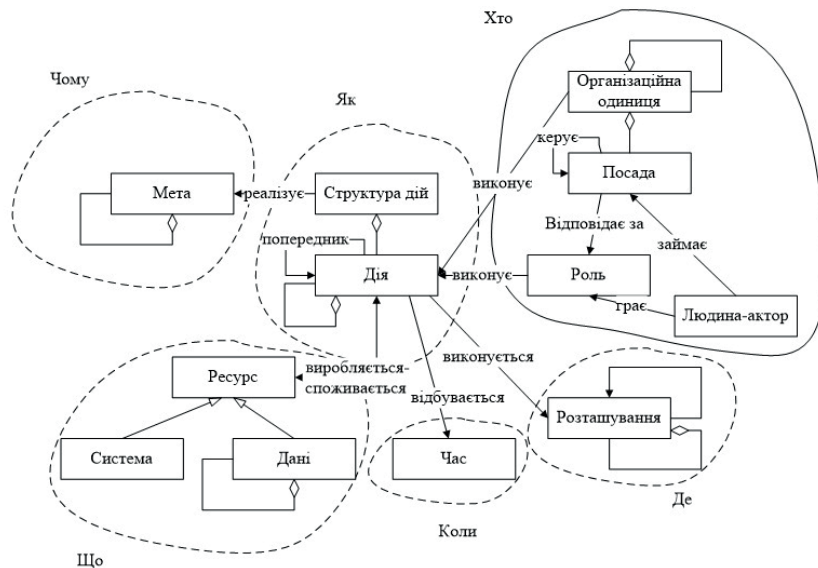 Хто
Чому
Як
Організаційна
одиниця
керує
Посада
виконує
Мета
реалізує
Структура дій
Відповідає за
попередник
займає
Дія
виконує
Роль
грає
Людина-актор
Ресурс
виробляється-
споживається
виконується
відбувається
Розташування
Система
Дані
Час
Де
Коли
Що